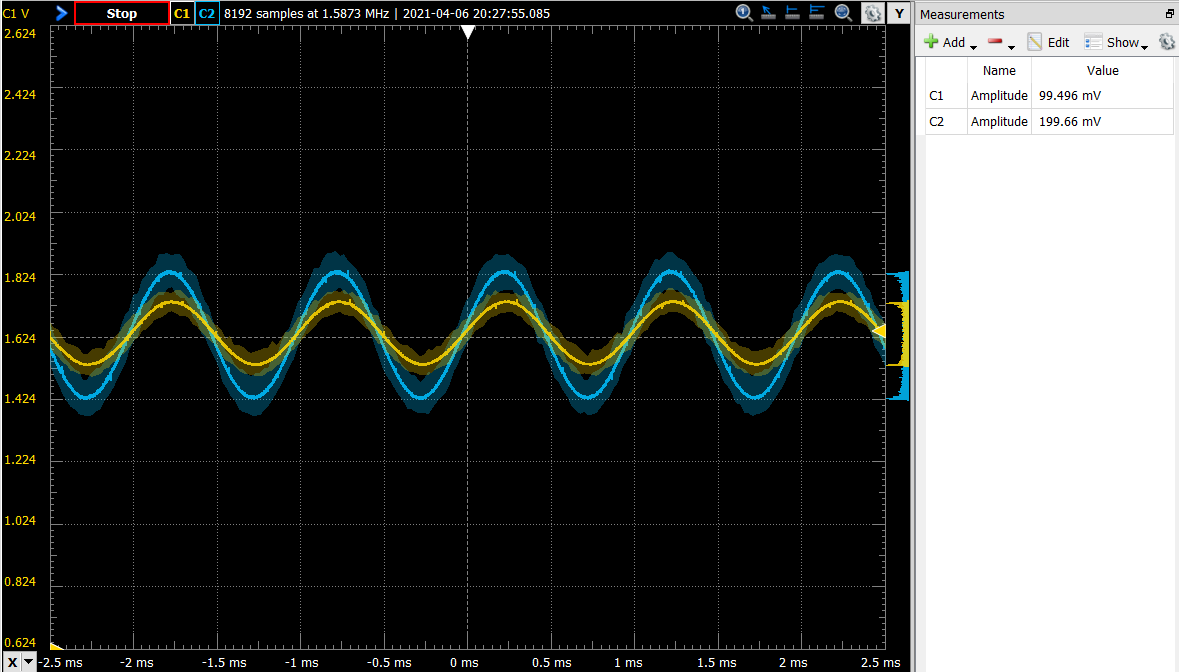 C1 V Stop C1 C2 8192 samples at 1.5873 MHz | 2021-04-06 20:27:55.085 Y
2.624
2.424
2.224
2.024
1.824
1.624
1.424
1.224
1.024
0.824
0.624
X -2.5 ms -2 ms -1.5 ms -1 ms -0.5 ms 0 ms 0.5 ms 1 ms 1.5 ms 2 ms 2.5 ms
Measurements
Add Edit Show
Name Value
C1 Amplitude 99.496 mV
C2 Amplitude 199.66 mV